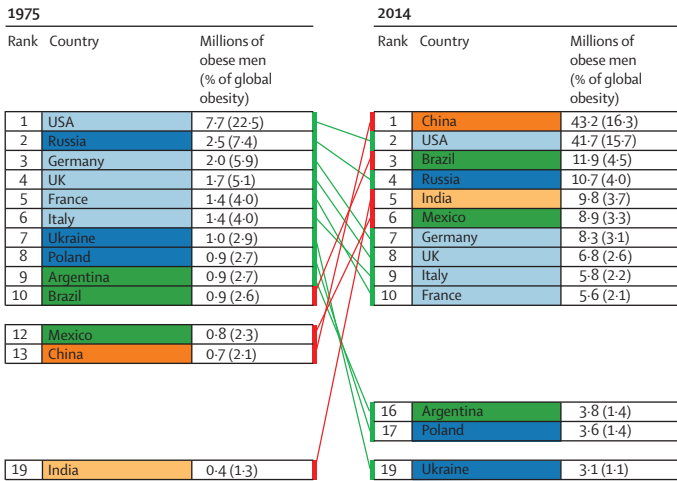 1975
Rank Country Millions of
obese men
(% of global
obesity)
1 USA 7·7 (22·5)
2 Russia 2·5 (7·4)
3 Germany 2·0 (5·9)
4 UK 1·7 (5·1)
5 France 1·4 (4·0)
6 Italy 1·4 (4·0)
7 Ukraine 1·0 (2·9)
8 Poland 0·9 (2·7)
9 Argentina 0·9 (2·7)
10 Brazil 0·9 (2·6)
12 Mexico 0·8 (2·3)
13 China 0·7 (2·1)
19 India 0·4 (1·3)
2014
Rank Country Millions of
obese men
(% of global
obesity)
1 China 43·2 (16·3)
2 USA 41·7 (15·7)
3 Brazil 11·9 (4·5)
4 Russia 10·7 (4·0)
5 India 9·8 (3·7)
6 Mexico 8·9 (3·3)
7 Germany 8·3 (3·1)
8 UK 6·8 (2·6)
9 Italy 5·8 (2·2)
10 France 5·6 (2·1)
16 Argentina 3·8 (1·4)
17 Poland 3·6 (1·4)
19 Ukraine 3·1 (1·1)